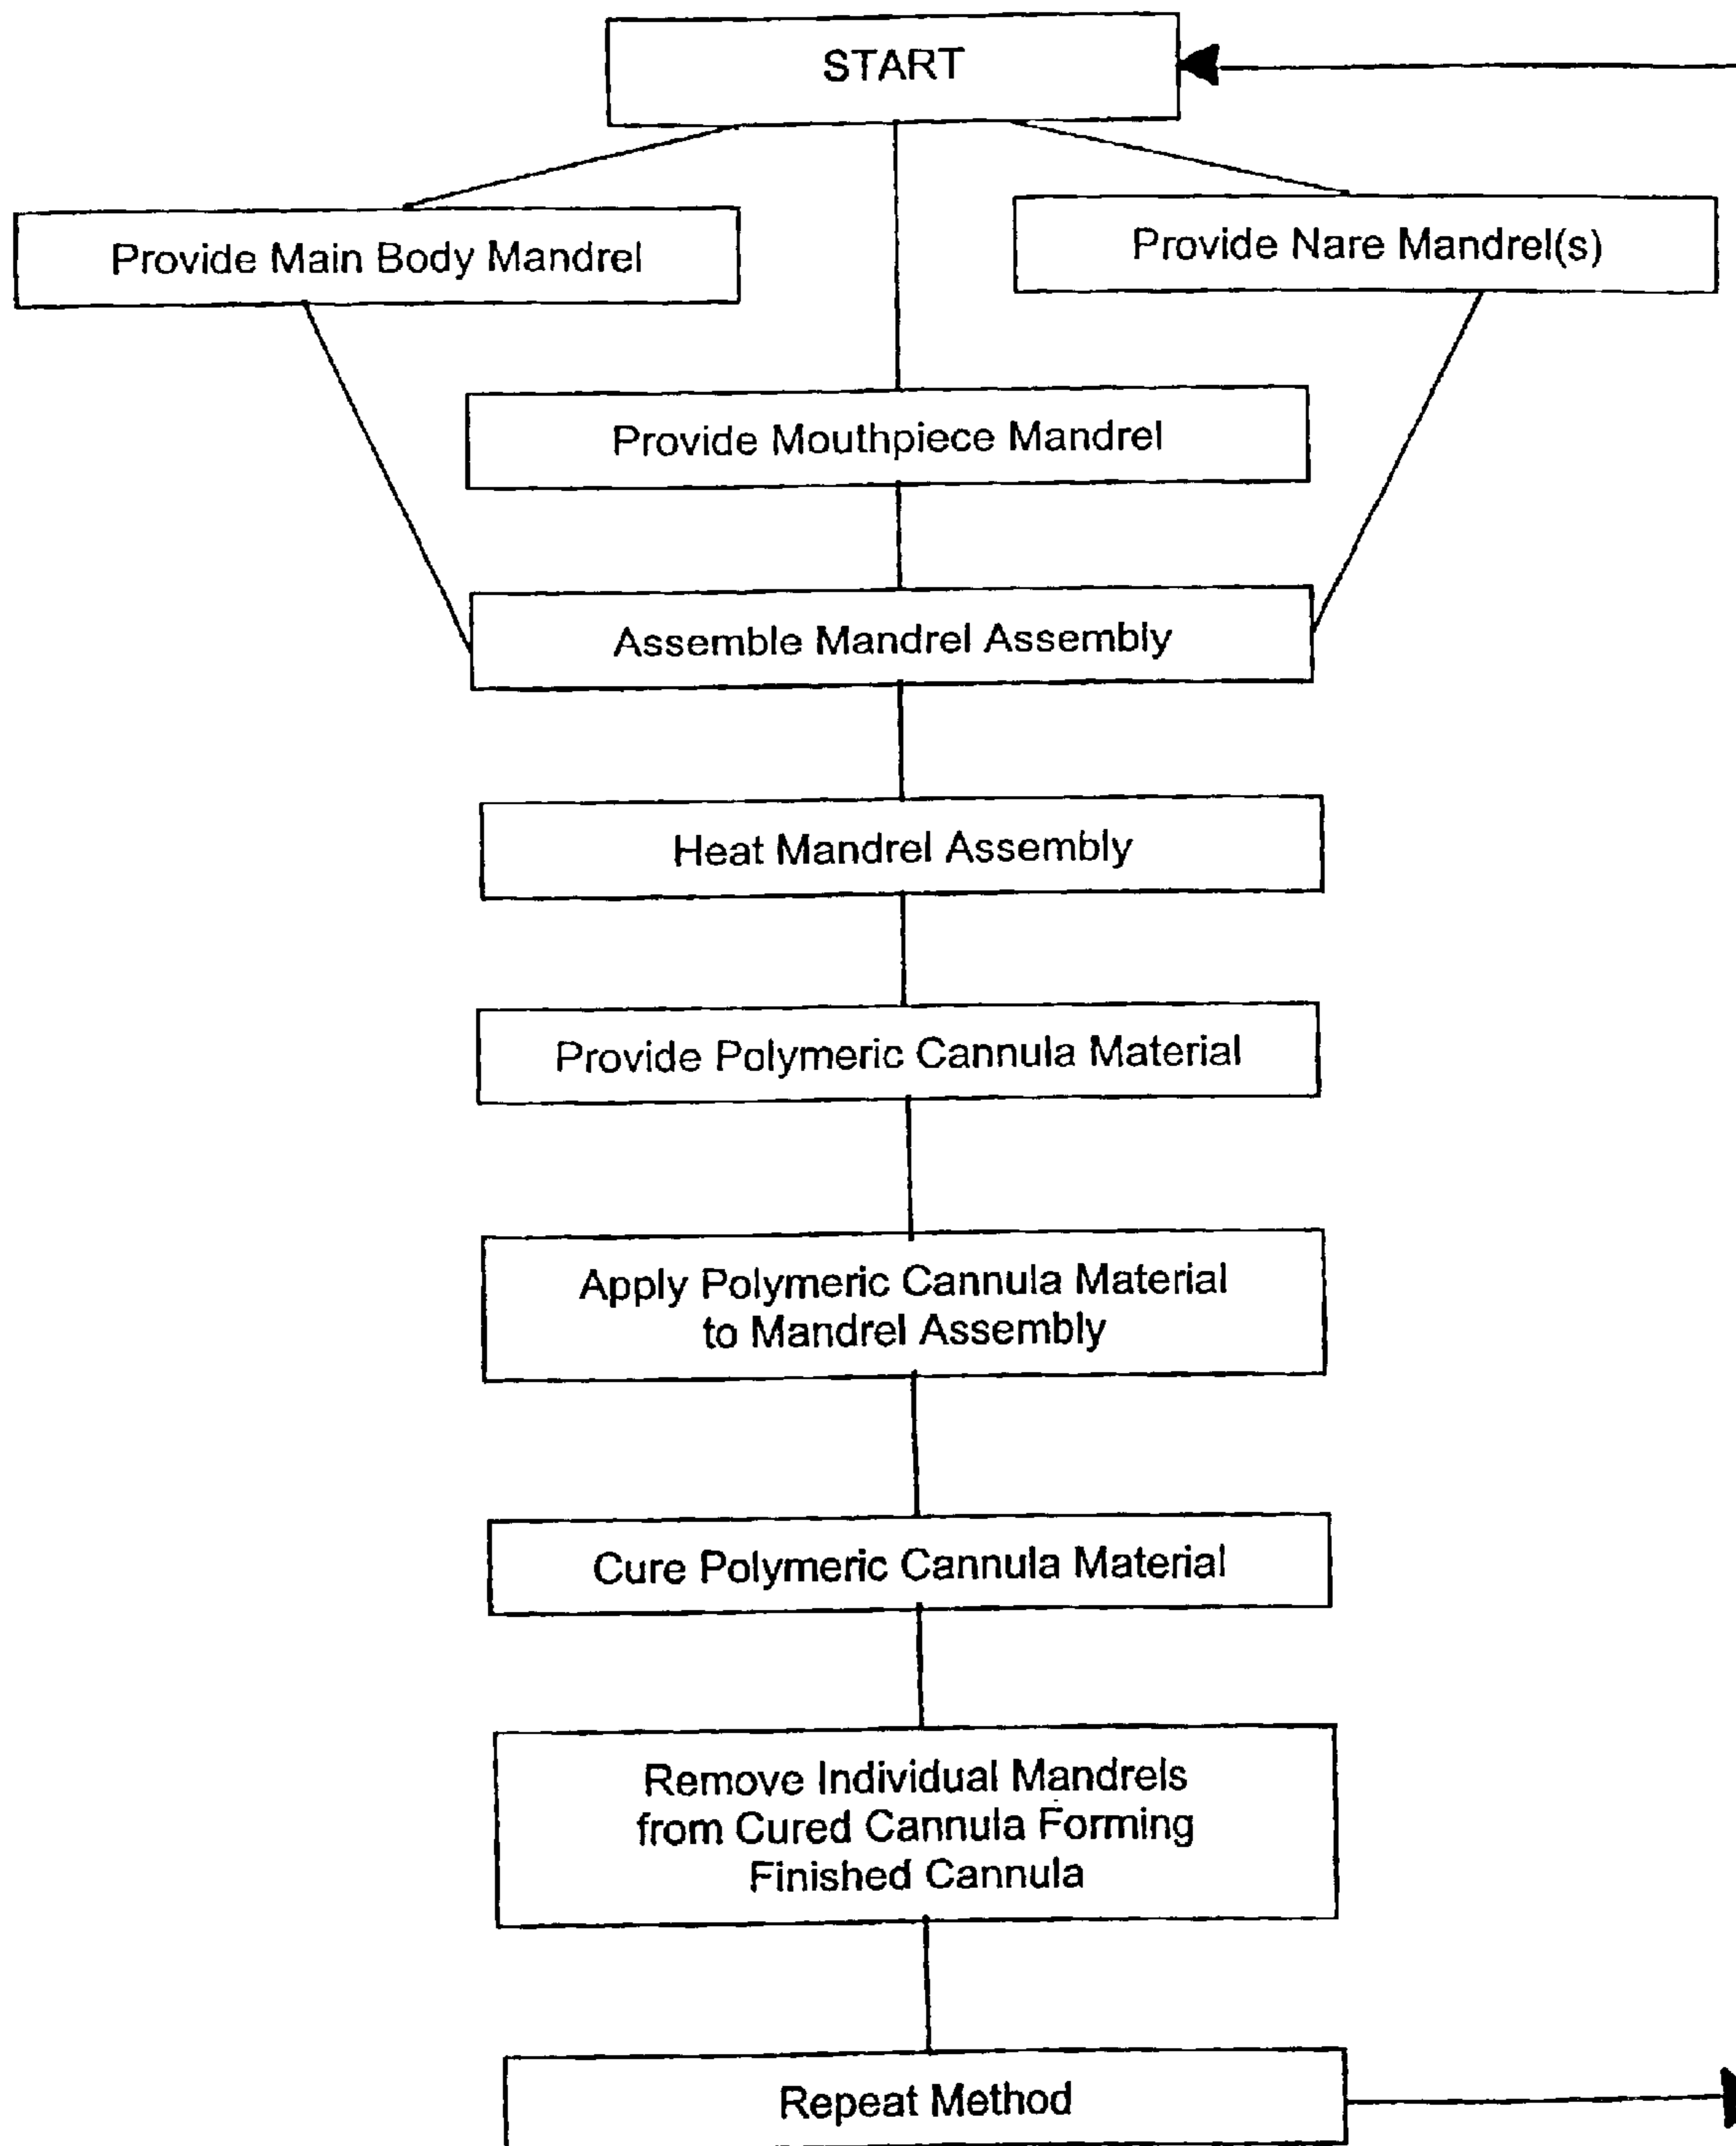 START
Provide Main Body Mandrel
Provide Nare Mandrel(s)
Provide Mouthpiece Mandrel
Assemble Mandrel Assembly
Heat Mandrel Assembly
Provide Polymeric Cannula Material
Apply Polymeric Cannula Material
to Mandrel Assembly
Cure Polymeric Cannula Material
Remove Individual Mandrels
from Cured Cannula Forming
Finished Cannula
Repeat Method